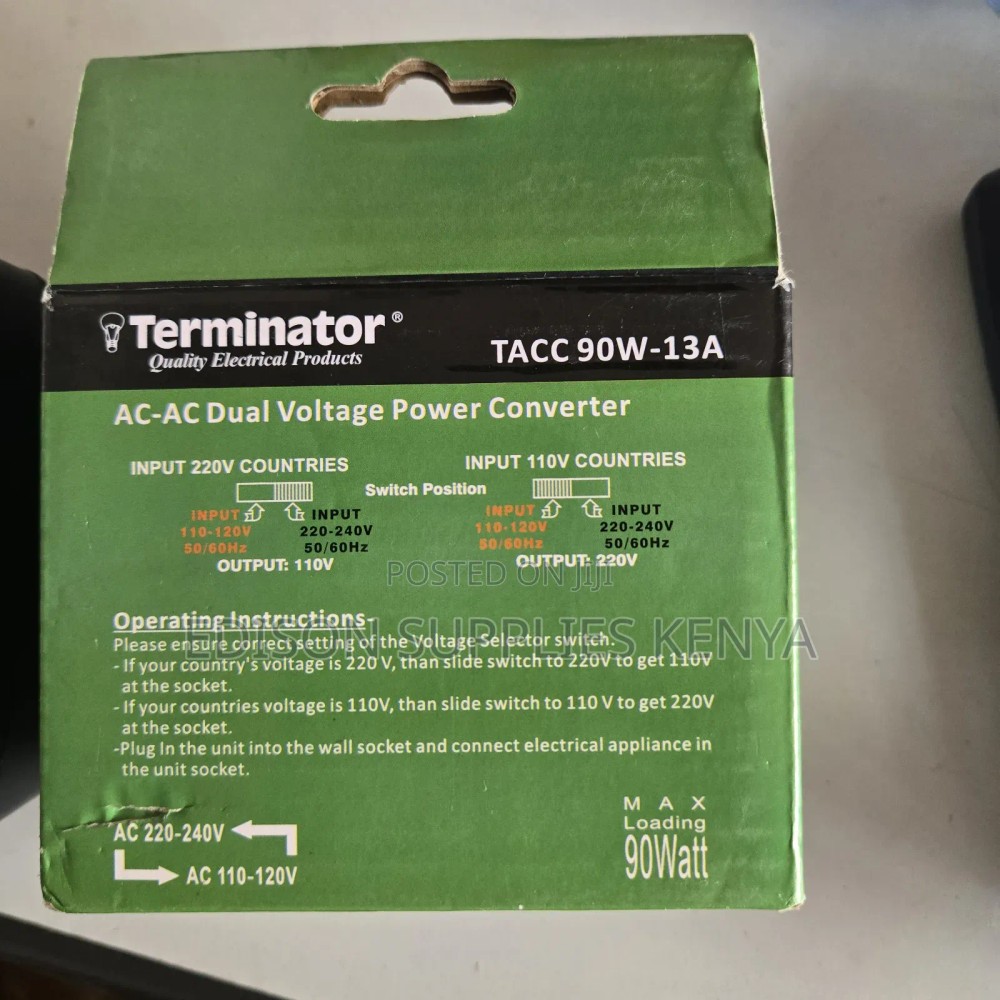 Terminator®
Quality Electrical Products
TACC 90W-13A
AC-AC Dual Voltage Power Converter
INPUT 220V COUNTRIES
INPUT 110V COUNTRIES
Switch Position
INPUT INPUT
110-120V 220-240V
50/60Hz 50/60Hz
OUTPUT: 110V
INPUT INPUT
110-120V 220-240V
50/60Hz 50/60Hz
OUTPUT: 220V
POSTED ON JIJI
Operating Instructions-
EDISON SUPPLIES KENYA
Please ensure correct setting of the Voltage Selector switch.
- If your country's voltage is 220 V, than slide switch to 220V to get 110V
at the socket.
- If your countries voltage is 110V, than slide switch to 110 V to get 220V
at the socket.
-Plug In the unit into the wall socket and connect electrical appliance in
the unit socket.
AC 220-240V
AC 110-120V
MAX
Loading
90Watt